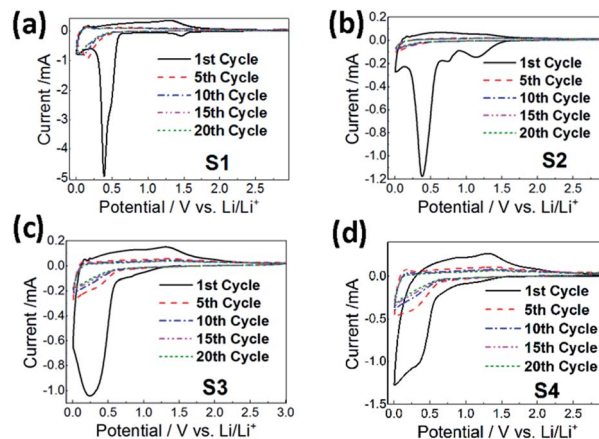 (a)
1
0
-1
-2
-3
-4
-5
Current/mA
1st Cycle
5th Cycle
10th Cycle
15th Cycle
20th Cycle
S1
0.0 0.5 1.0 1.5 2.0 2.5
Potential / V vs. Li/Li⁺
(b)
0.2
0.0
-0.2
-0.4
-0.6
-0.8
-1.0
-1.2
Current /mA
1st Cycle
5th Cycle
10th Cycle
15th Cycle
20th Cycle
S2
0.0 0.5 1.0 1.5 2.0 2.5
Potential / V vs. Li/Li⁺
(c)
0.2
0.0
-0.2
-0.4
-0.6
-0.8
-1.0
Current /mA
1st Cycle
5th Cycle
10th Cycle
15th Cycle
20th Cycle
S3
0.0 0.5 1.0 1.5 2.0 2.5 3.0
Potential / V vs. Li/Li⁺
(d)
0.5
0.0
-0.5
-1.0
-1.5
Current /mA
1st Cycle
5th Cycle
10th Cycle
15th Cycle
20th Cycle
S4
0.0 0.5 1.0 1.5 2.0 2.5
Potential / V vs. Li/Li⁺